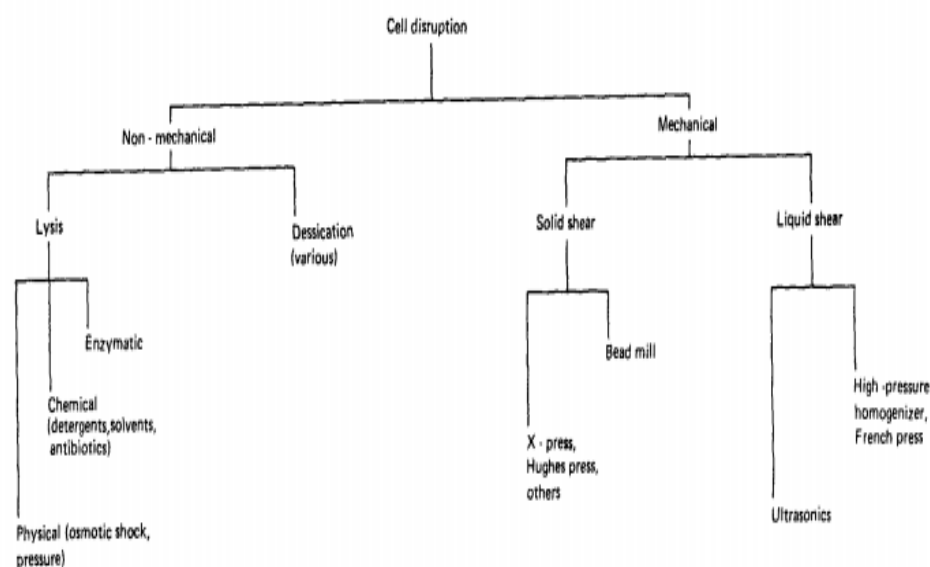 Cell disruption
Non - mechanical
Mechanical
Lysis
Dessication
(various)
Solid shear
Liquid shear
Enzymatic
Bead mill
Chemical
(detergents,solvents,
antibiotics)
High -pressure
homogenizer,
French press
X - press,
Hughes press,
others
Ultrasonics
Physical (osmotic shock,
pressure)